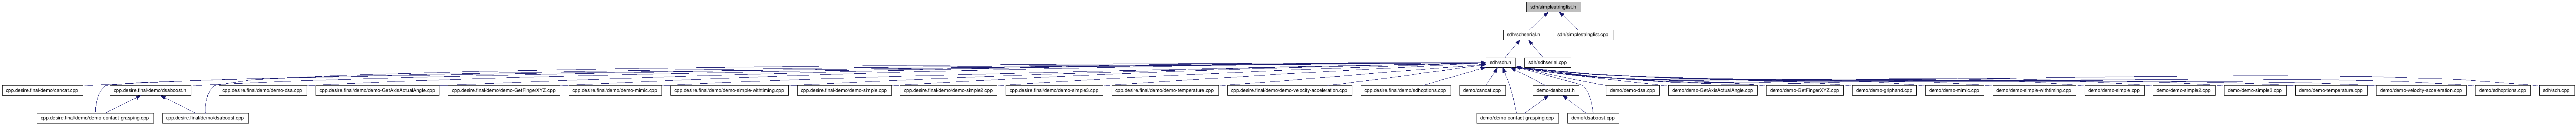 sdh/simplestringlist.h
sdh/sdhserial.h
sdh/simplestringlist.cpp
sdh/sdh.h
sdh/sdhserial.cpp
cpp.desire.final/demo/cancat.cpp
cpp.desire.final/demo/dsaboost.h
cpp.desire.final/demo/demo-dsa.cpp
cpp.desire.final/demo/demo-GetAxisActualAngle.cpp
cpp.desire.final/demo/demo-GetFingerXYZ.cpp
cpp.desire.final/demo/demo-mimic.cpp
cpp.desire.final/demo/demo-simple-withtiming.cpp
cpp.desire.final/demo/demo-simple.cpp
cpp.desire.final/demo/demo-simple2.cpp
cpp.desire.final/demo/demo-simple3.cpp
cpp.desire.final/demo/demo-temperature.cpp
cpp.desire.final/demo/demo-velocity-acceleration.cpp
cpp.desire.final/demo/sdhoptions.cpp
demo/cancat.cpp
demo/dsaboost.h
demo/demo-dsa.cpp
demo/demo-GetAxisActualAngle.cpp
demo/demo-GetFingerXYZ.cpp
demo/demo-griphand.cpp
demo/demo-mimic.cpp
demo/demo-simple-withtiming.cpp
demo/demo-simple.cpp
demo/demo-simple2.cpp
demo/demo-simple3.cpp
demo/demo-temperature.cpp
demo/demo-velocity-acceleration.cpp
demo/sdhoptions.cpp
sdh/sdh.cpp
cpp.desire.final/demo/demo-contact-grasping.cpp
cpp.desire.final/demo/dsaboost.cpp
demo/demo-contact-grasping.cpp
demo/dsaboost.cpp